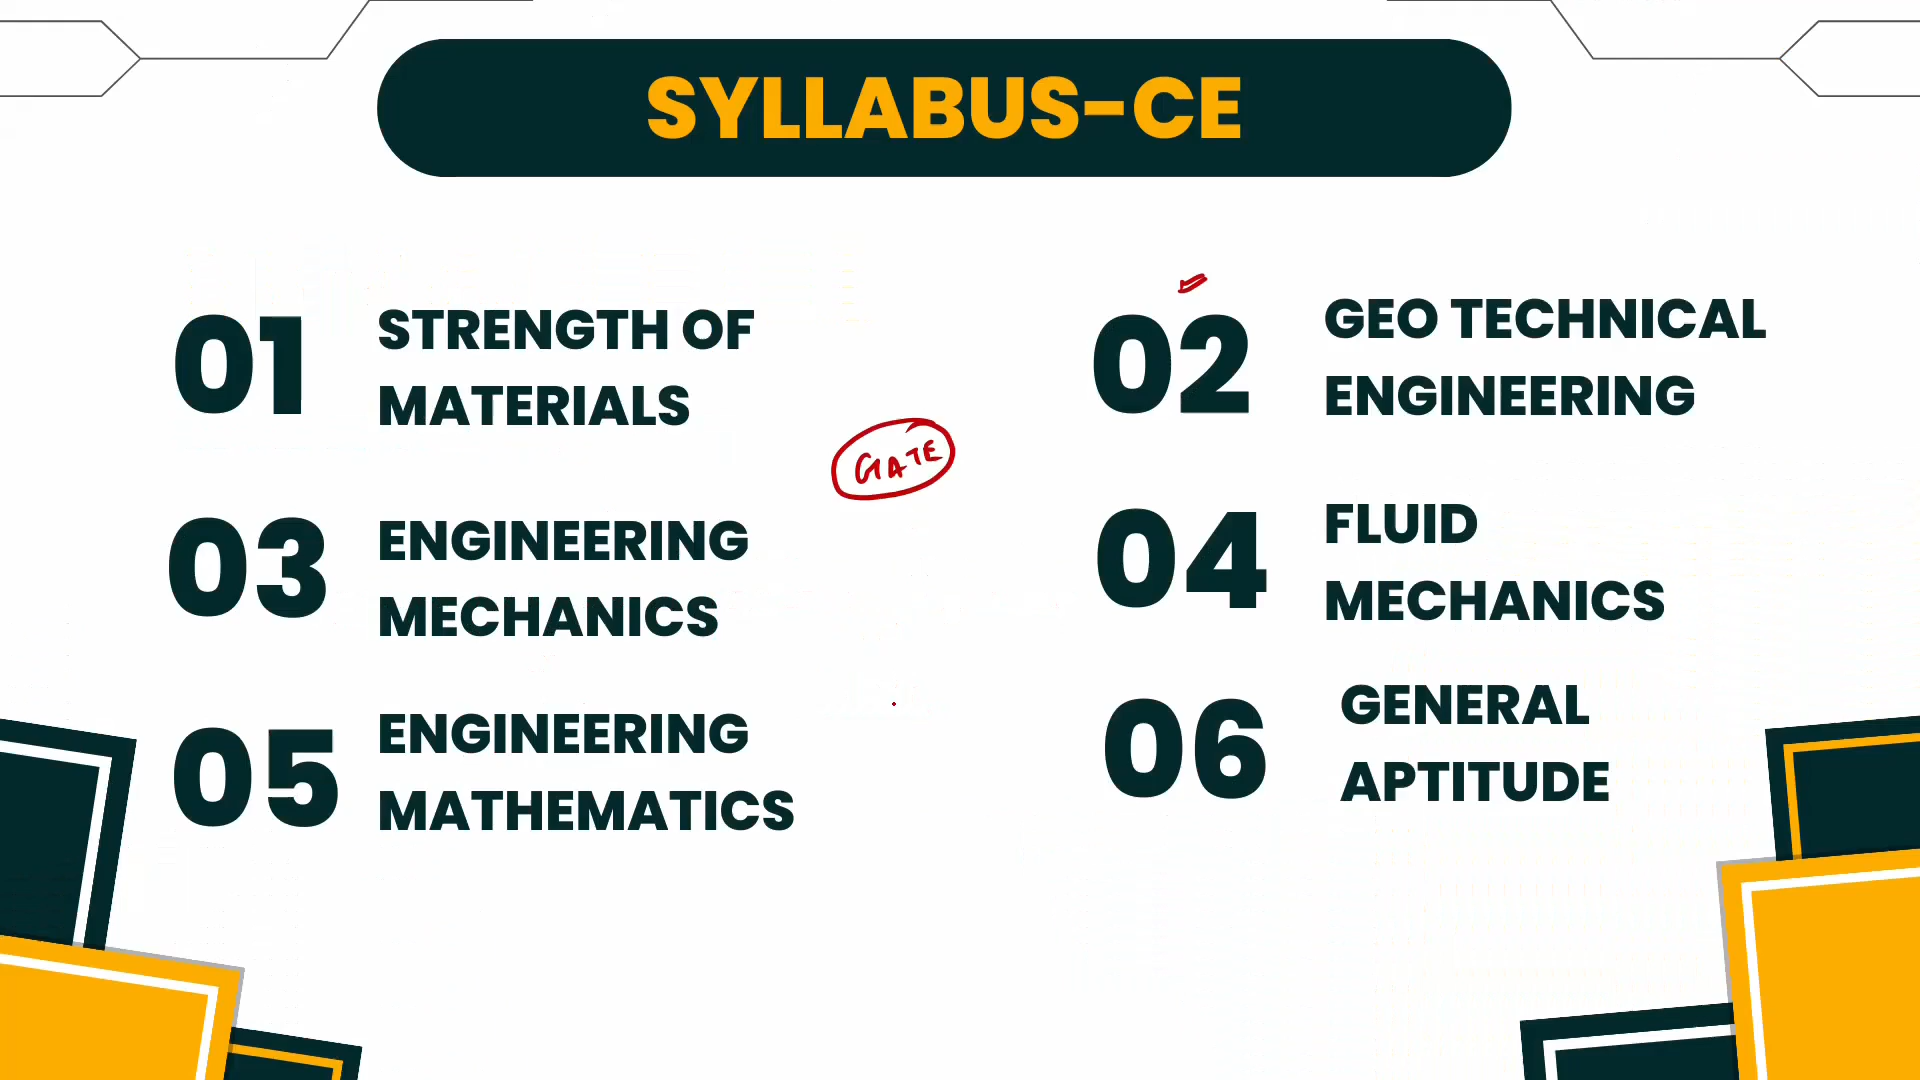 SYLLABUS-CE
01
STRENGTH OF
MATERIALS
02
GEO TECHNICAL
ENGINEERING
GATE
03
ENGINEERING
MECHANICS
04
FLUID
MECHANICS
05
ENGINEERING
MATHEMATICS
06
GENERAL
APTITUDE